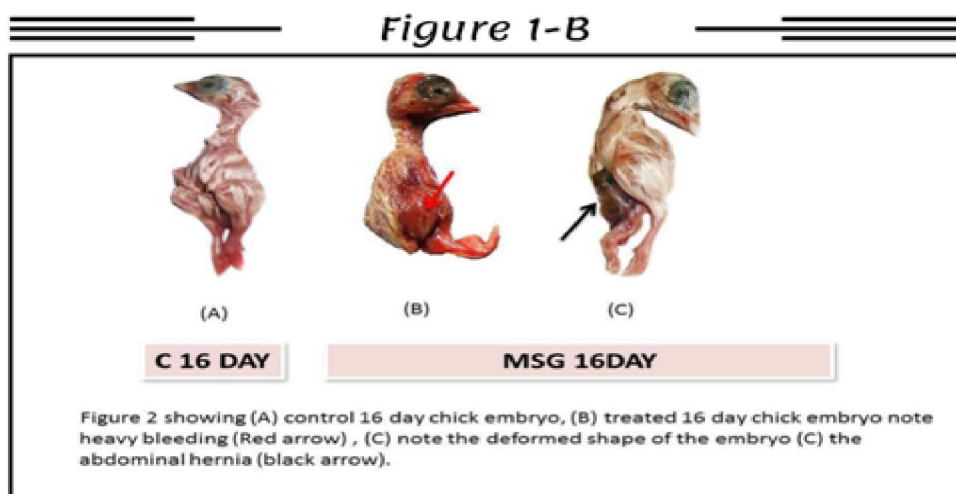 Figure 1-B
(A)
(B)
(C)
C 16 DAY
MSG 16DAY
Figure 2 showing (A) control 16 day chick embryo, (B) treated 16 day chick embryo note
heavy bleeding (Red arrow) , (C) note the deformed shape of the embryo (C) the
abdominal hernia (black arrow).